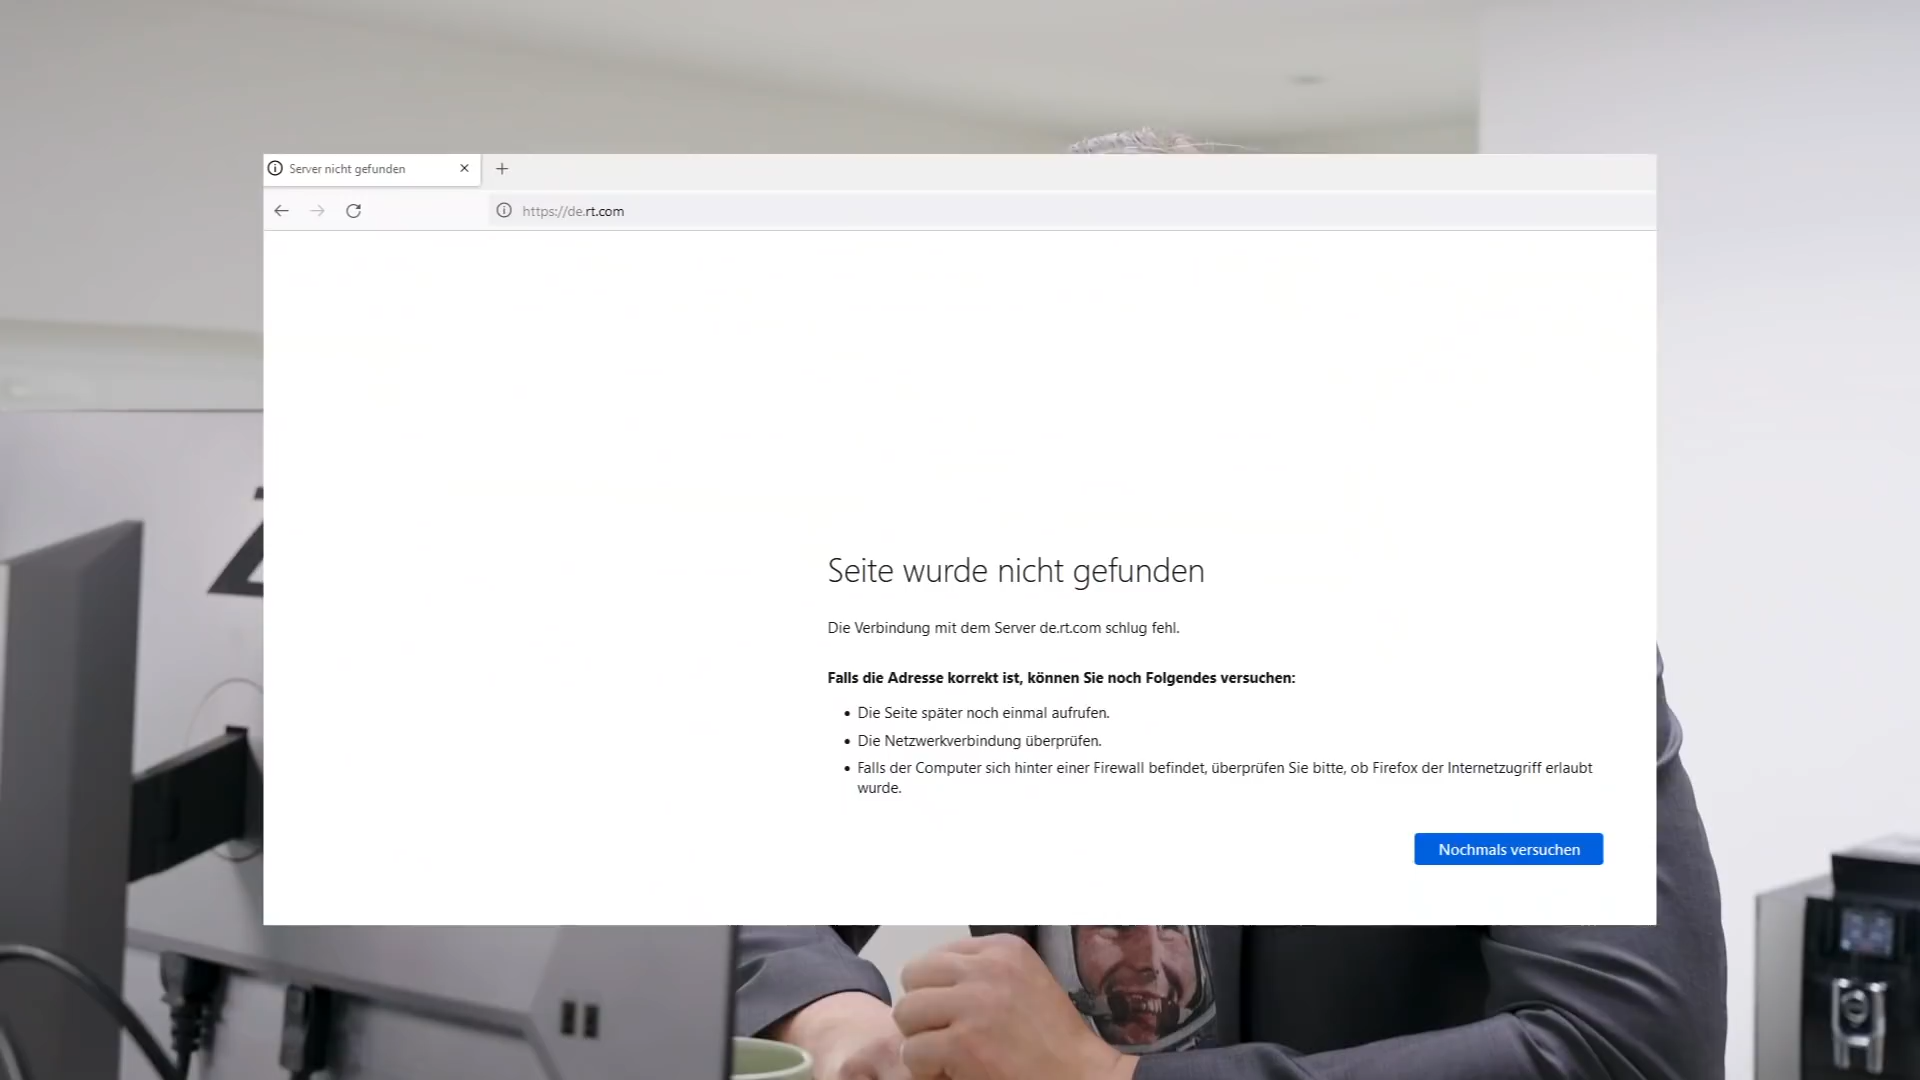 Server nicht gefunden
https://de.rt.com
Seite wurde nicht gefunden
Die Verbindung mit dem Server de.rt.com schlug fehl.
Falls die Adresse korrekt ist, können Sie noch Folgendes versuchen:
• Die Seite später noch einmal aufrufen.
• Die Netzwerkverbindung überprüfen.
• Falls der Computer sich hinter einer Firewall befindet, überprüfen Sie bitte, ob Firefox der Internetzugriff erlaubt
wurde.
Nochmals versuchen